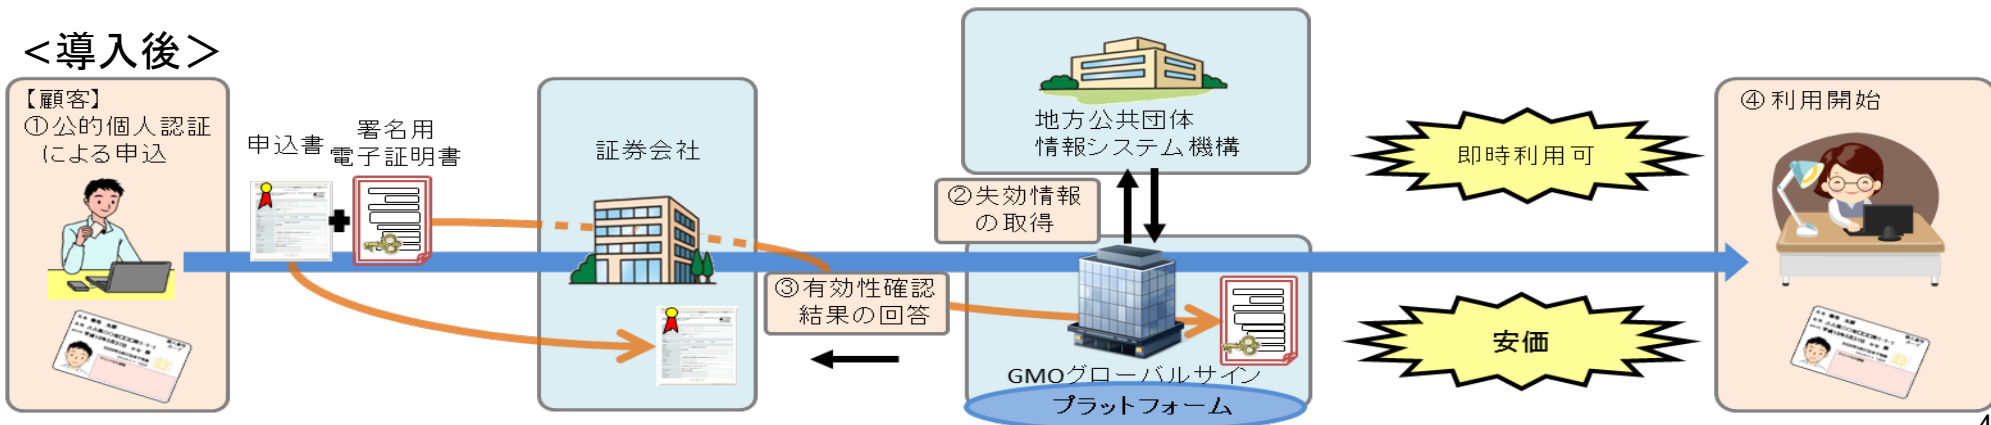 <導入後>
【顧客】
①公的個人認証
による申込
申込書
署名用
電子証明書
証券会社
地方公共団体
情報システム機構
②失効情報
の取得
③有効性確認
結果の回答
GMOグローバルサイン
プラットフォーム
即時利用可
安価
④利用開始
4